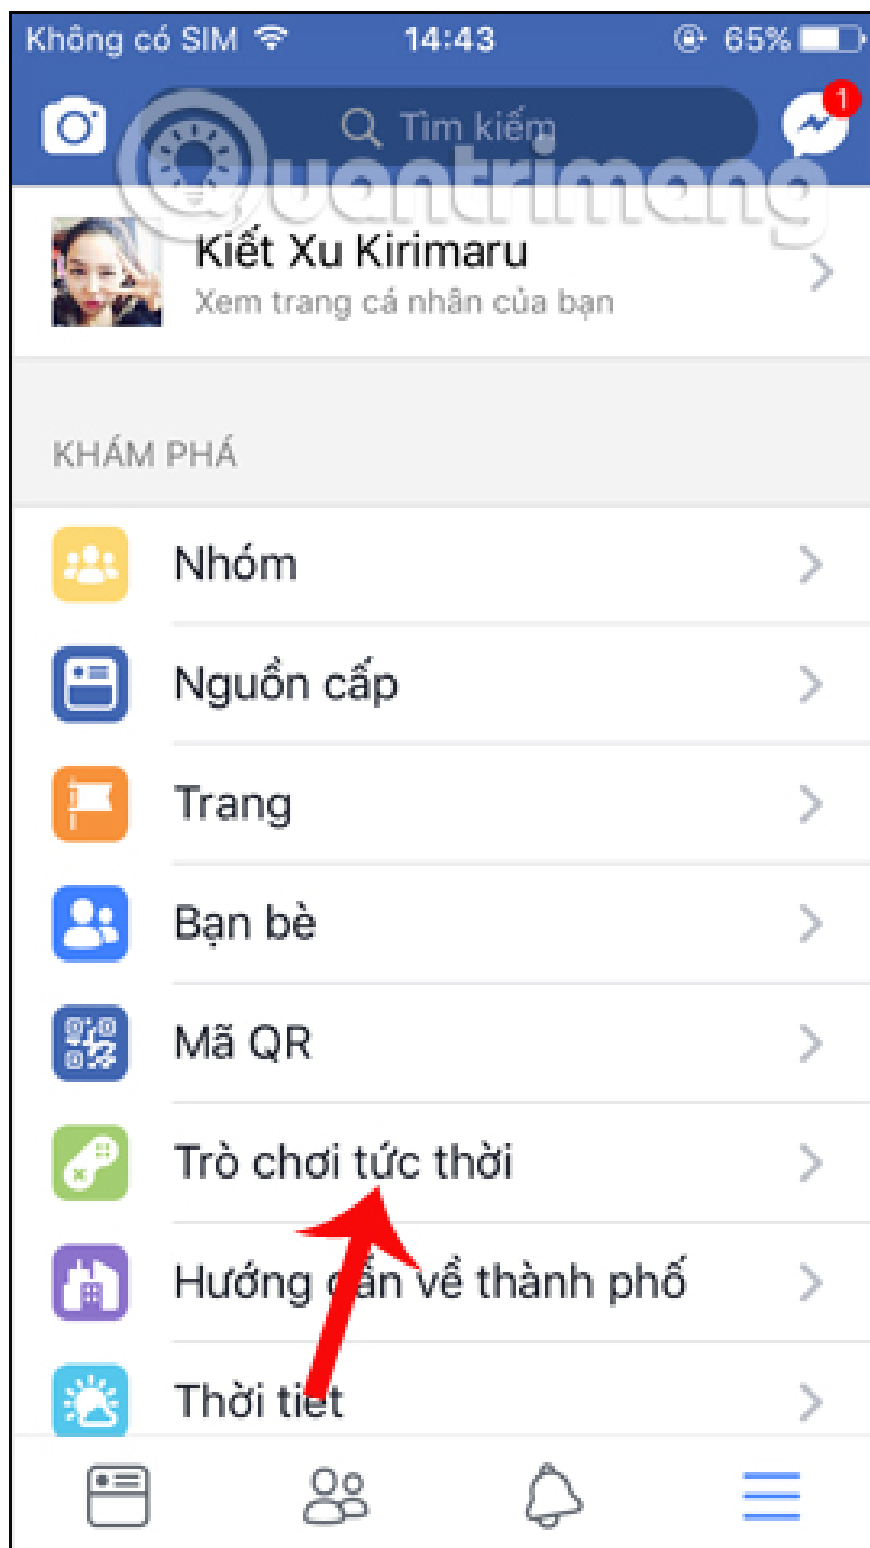 Không có SIM 14:43 65%
Tìm kiếm 1
Quantrimang
Kiết Xu Kirimaru
Xem trang cá nhân của bạn
KHÁM PHÁ
Nhóm
Nguồn cấp
Trang
Bạn bè
Mã QR
Trò chơi tức thời
Hướng dẫn về thành phố
Thời tiết